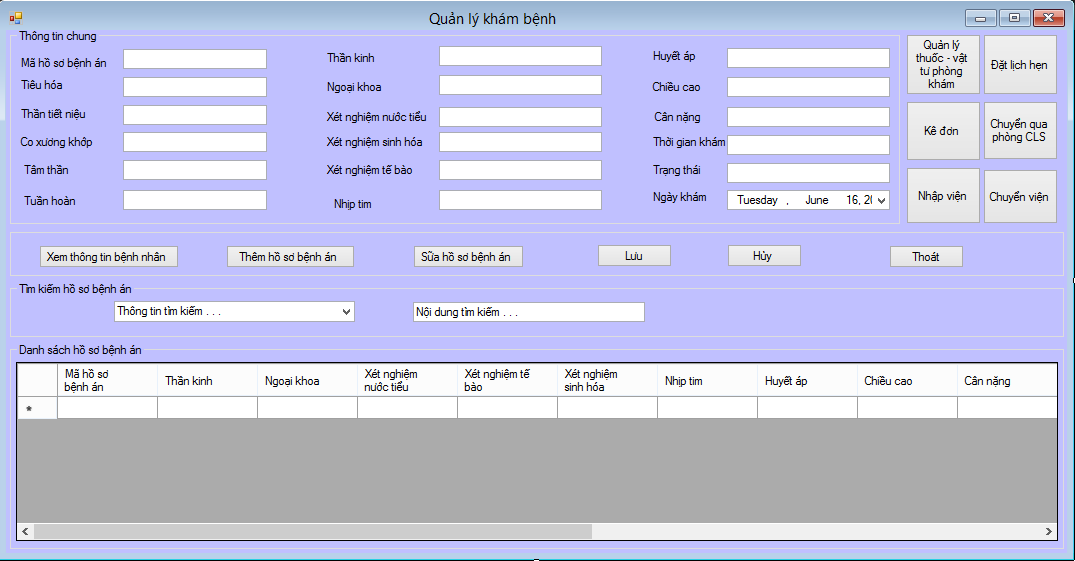 Quản lý khám bệnh
Thông tin chung
Mã hồ sơ bệnh án
Thần kinh
Huyết áp
Tiêu hóa
Ngoại khoa
Chiều cao
Thần tiết niệu
Xét nghiệm nước tiểu
Cân nặng
Cơ xương khớp
Xét nghiệm sinh hóa
Thời gian khám
Tâm thần
Xét nghiệm tế bào
Trạng thái
Tuần hoàn
Nhịp tim
Ngày khám
Tuesday , June 16, 20
Quản lý
thuốc - vật
tư phòng
khám
Đặt lịch hẹn
Kê đơn
Chuyển qua
phòng CLS
Nhập viện
Chuyển viện
Xem thông tin bệnh nhân
Thêm hồ sơ bệnh án
Sữa hồ sơ bệnh án
Lưu
Hủy
Thoát
Tìm kiếm hồ sơ bệnh án
Thông tin tìm kiếm . . .
Nội dung tìm kiếm . . .
Danh sách hồ sơ bệnh án
Mã hồ sơ
bệnh án
Thần kinh
Ngoại khoa
Xét nghiệm
nước tiểu
Xét nghiệm tế
bào
Xét nghiệm
sinh hóa
Nhịp tim
Huyết áp
Chiều cao
Cân nặng